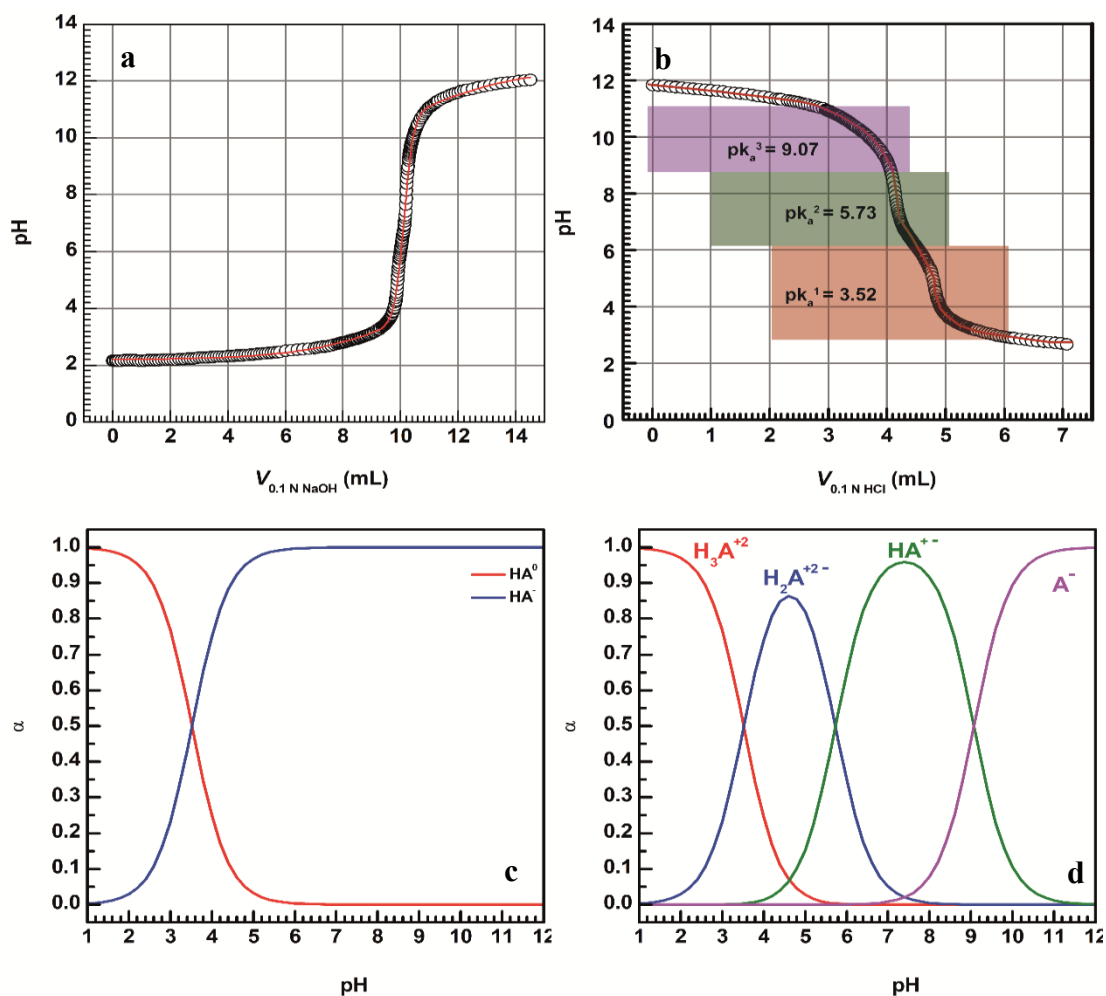 a
14
12
10
8
6
4
2
0
pH
0 2 4 6 8 10 12 14
V0.1 N NaOH (mL)
b
14
12
10
8
6
4
2
0
pH
pka3 = 9.07
pka2 = 5.73
pka1 = 3.52
0 1 2 3 4 5 6 7
V0.1 N HCl (mL)
1.0
0.9
0.8
0.7
0.6
0.5
0.4
0.3
0.2
0.1
0.0
α
HA0
HA-
c
1 2 3 4 5 6 7 8 9 10 11 12
pH
H3A+2
H2A+2-
HA+-
A-
1.0
0.9
0.8
0.7
0.6
0.5
0.4
0.3
0.2
0.1
0.0
α
d
1 2 3 4 5 6 7 8 9 10 11 12
pH